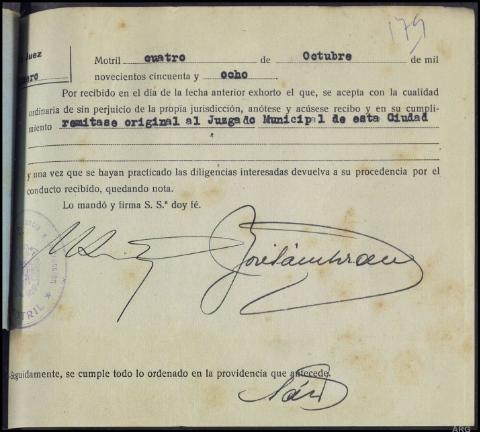 179
Juez
Motril cuatro de Octubre de mil
novecientos cincuenta y ocho
Por recibido en el día de la fecha anterior exhorto el que, se acepta con la cualidad
ordinaria de sin perjuicio de la propia jurisdicción, anótese y acúsese recibo y en su cumpli-
miento remitase original al Juzgado Municipal de esta Ciudad
y una vez que se hayan practicado las diligencias interesadas devuelva a su procedencia por el
conducto recibido, quedando nota.
Lo mandó y firma S. S.ª doy fé.
TRIL
Seguidamente, se cumple todo lo ordenado en la providencia que antecede.
ARG